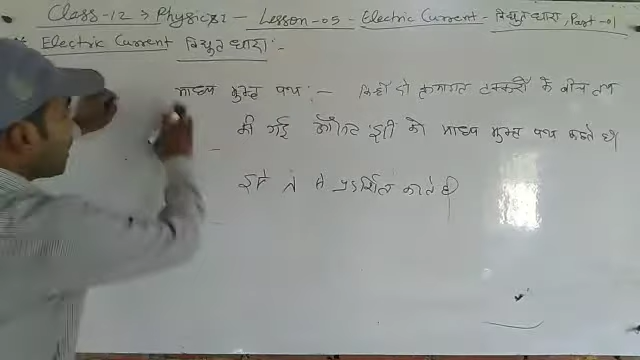 Class-12 → Physics Lesson-05 - Electric Current - विद्युत धारा, Part-01
Electric Current विद्युत धारा :-
माध्य मुक्त पथ :- किन्हीं दो क्रमागत टक्करों के बीच तय
की गई औसत दूरी को माध्य मुक्त पथ कहते हैं।
इसे से प्रदर्शित करते हैं।